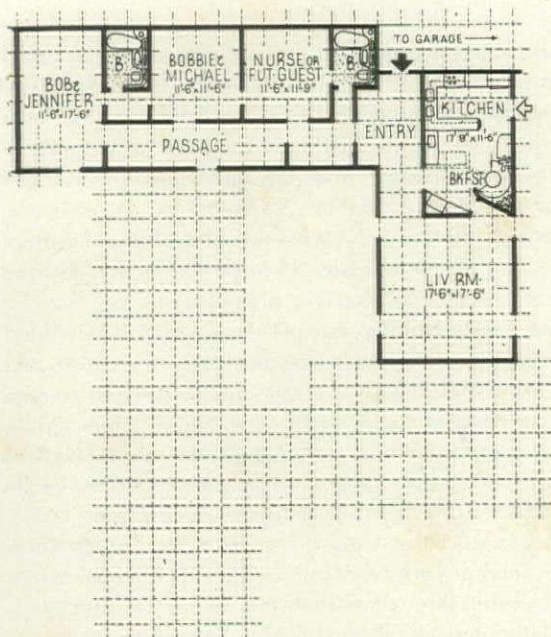 TO GARAGE
B
BOBBIE &
MICHAEL
11'-6" x 11'-6"
NURSE OR
FUT. GUEST
11'-6" x 11'-9"
B
BOB &
JENNIFER
11'-6" x 17'-6"
KITCHEN
17'-9" x 11'-6"
ENTRY
PASSAGE
BKFST
LIV RM.
17'-6" x 17'-6"